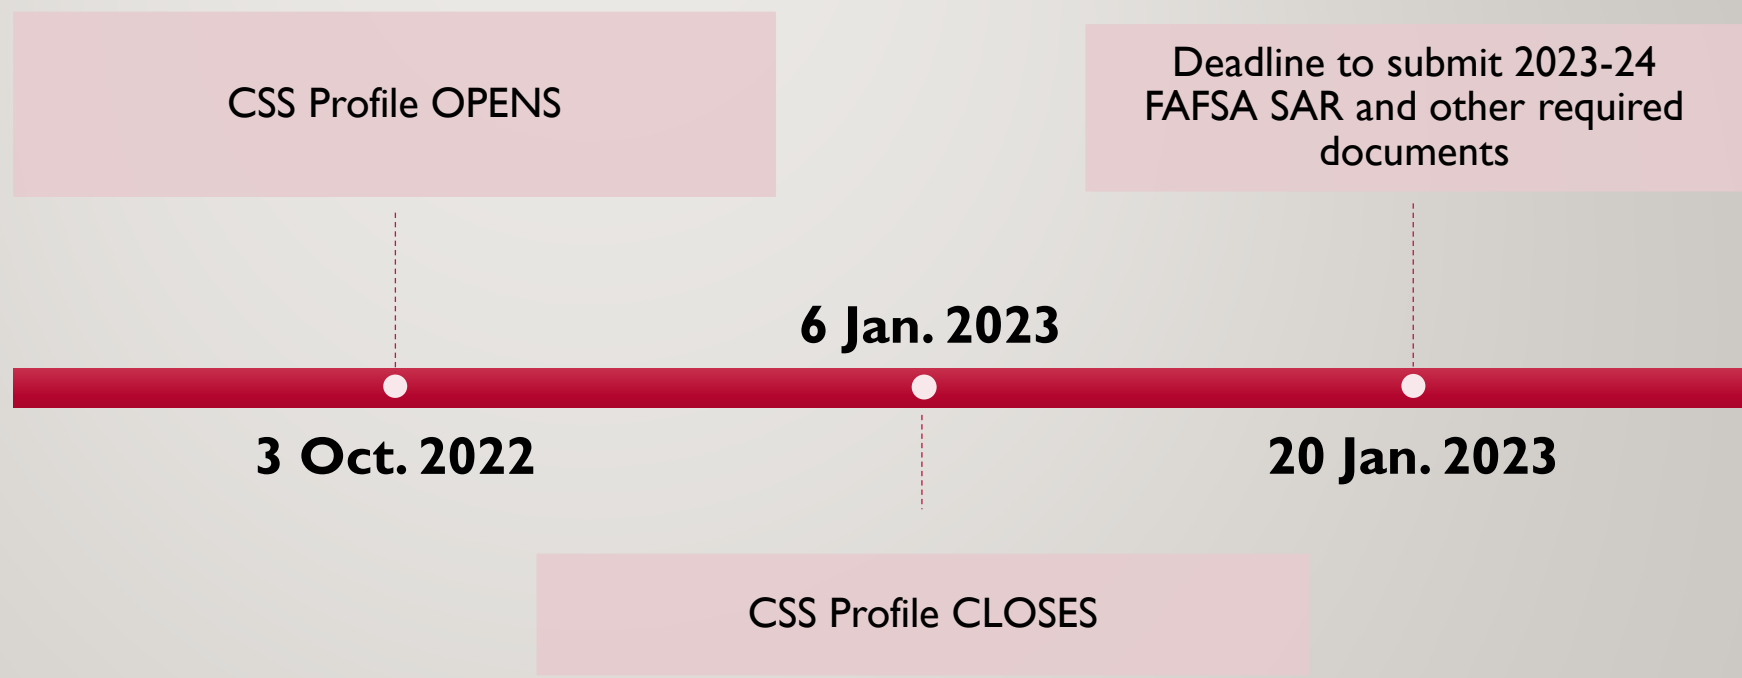 CSS Profile OPENS
Deadline to submit 2023-24
FAFSA SAR and other required
documents
6 Jan. 2023
3 Oct. 2022
20 Jan. 2023
CSS Profile CLOSES